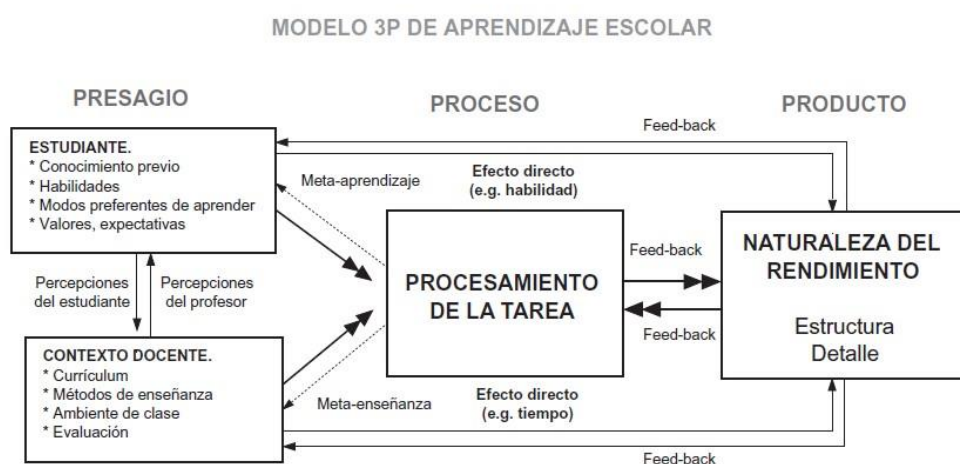 MODELO 3P DE APRENDIZAJE ESCOLAR
PRESAGIO
PROCESO
PRODUCTO
Feed-back
ESTUDIANTE.
* Conocimiento previo
* Habilidades
* Modos preferentes de aprender
* Valores, expectativas
Meta-aprendizaje
Efecto directo
(e.g. habilidad)
Percepciones
del estudiante
Percepciones
del profesor
PROCESAMIENTO
DE LA TAREA
Feed-back
Feed-back
NATURALEZA DEL
RENDIMIENTO
Estructura
Detalle
CONTEXTO DOCENTE.
* Currículum
* Métodos de enseñanza
* Ambiente de clase
* Evaluación
Meta-enseñanza
Efecto directo
(e.g. tiempo)
Feed-back